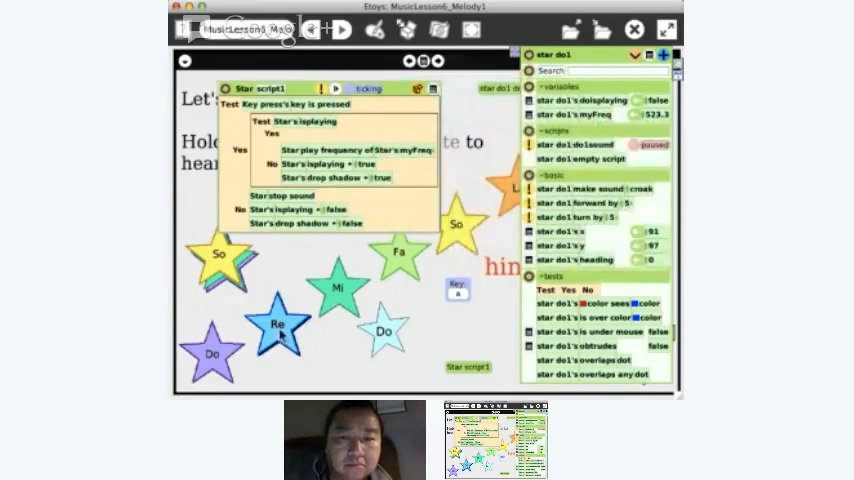 Etoys: MusicLesson6_Melody1
MusicLesson6_Melo
Google+
star do1
Search
variables
star do1's doisplaying false
star do1's myFreq 523.3
scripts
star do1 do1sound paused
star do1 empty script
basic
star do1 make sound croak
star do1 forward by 5
star do1 turn by 5
star do1's x 91
star do1's y 97
star do1's heading 0
tests
Test Yes No
star do1's color sees color
star do1's is over color color
star do1's is under mouse false
star do1's obtrudes false
star do1's overlaps dot
star do1's overlaps any dot
Star script1 ! ticking
Test Key press's key is pressed
Test Star's isplaying
Yes
Yes Star play frequency of Star's myFreq
No Star's isplaying true
Star's drop shadow true
Star stop sound
No Star's isplaying false
Star's drop shadow false
Let's
Hold
te to
hear
star do1
So
Fa
So
L
Mi
Key:
a
hin
Re
Do
Do
Star script1